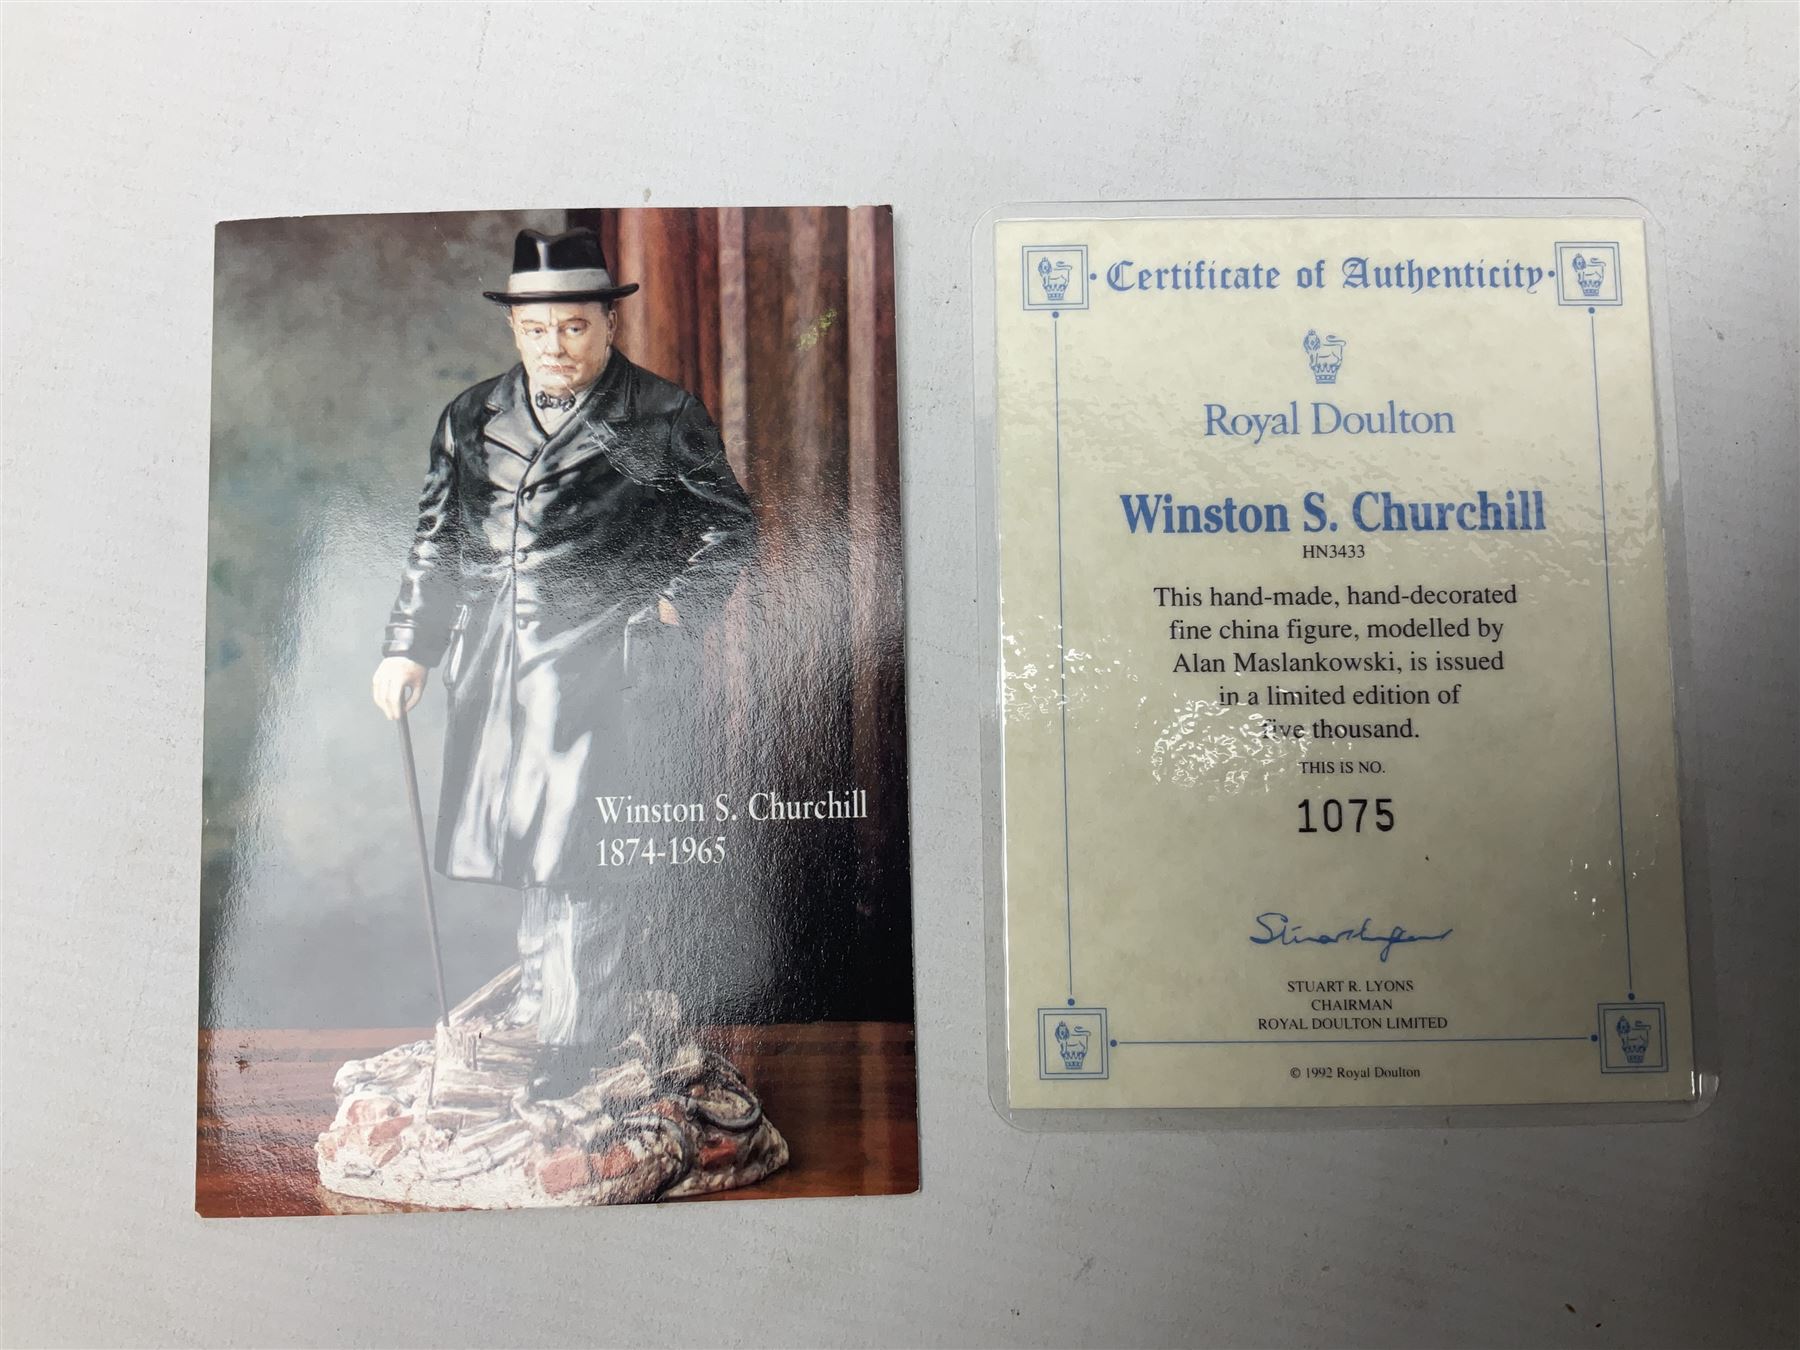 Winston S. Churchill
1874-1965
Certificate of Authenticity
Royal Doulton
Winston S. Churchill
HN3433
This hand-made, hand-decorated
fine china figure, modelled by
Alan Maslankowski, is issued
in a limited edition of
five thousand.
THIS IS NO.
1075
STUART R. LYONS
CHAIRMAN
ROYAL DOULTON LIMITED
© 1992 Royal Doulton